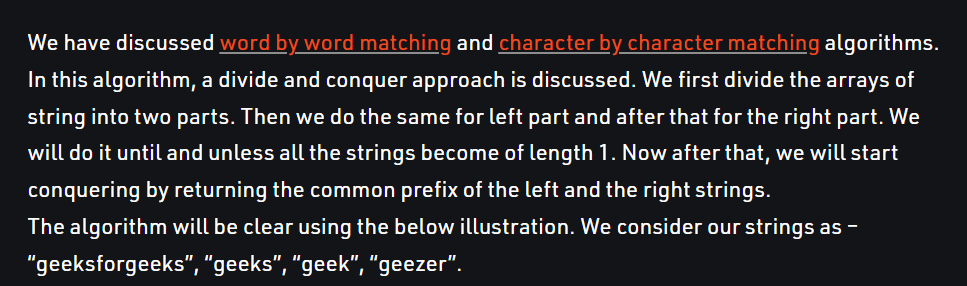 We have discussed word by word matching and character by character matching algorithms.
In this algorithm, a divide and conquer approach is discussed. We first divide the arrays of
string into two parts. Then we do the same for left part and after that for the right part. We
will do it until and unless all the strings become of length 1. Now after that, we will start
conquering by returning the common prefix of the left and the right strings.
The algorithm will be clear using the below illustration. We consider our strings as –
“geeksforgeeks”, “geeks”, “geek”, “geezer”.